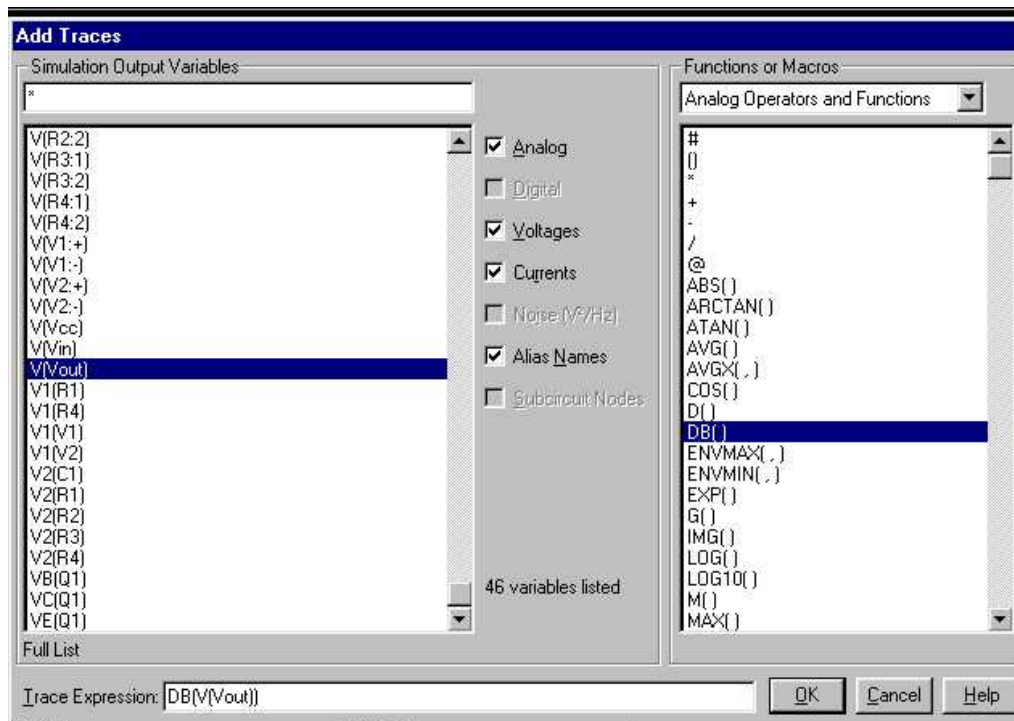 Add Traces
Simulation Output Variables
*
V(R2:2)
V(R3:1)
V(R3:2)
V(R4:1)
V(R4:2)
V(V1:+)
V(V1:-)
V(V2:+)
V(V2:-)
V(Vcc)
V(Vin)
V(Vout)
V1(R1)
V1(R4)
V1(V1)
V1(V2)
V2(C1)
V2(R1)
V2(R2)
V2(R3)
V2(R4)
VB(Q1)
VC(Q1)
VE(Q1)
Full List
Analog
Digital
Voltages
Currents
Noise (V²/Hz)
Alias Names
Subcircuit Nodes
46 variables listed
Functions or Macros
Analog Operators and Functions
#
()
*
+
-
/
@
ABS( )
ARCTAN( )
ATAN( )
AVG( )
AVGX( , )
COS( )
D( )
DB( )
ENVMAX( , )
ENVMIN( , )
EXP( )
G( )
IMG( )
LOG( )
LOG10( )
M( )
MAX( )
Trace Expression: DB(V(Vout))
OK
Cancel
Help